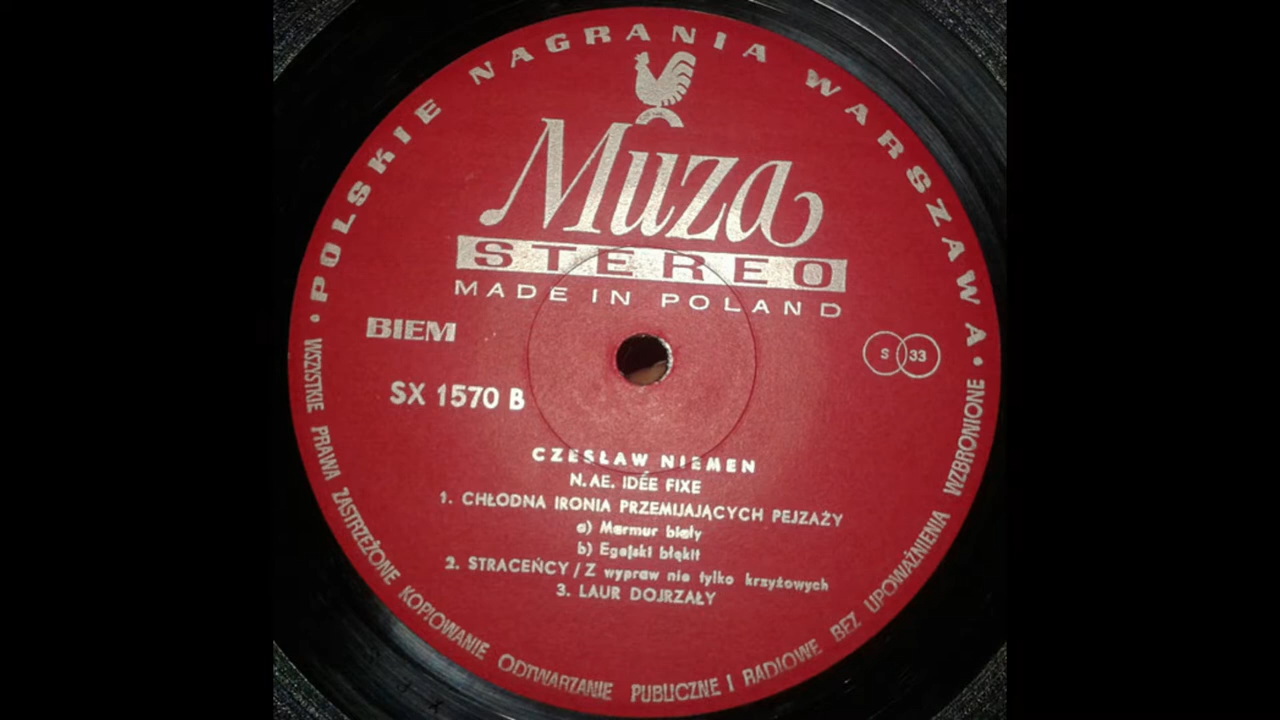 • POLSKIE NAGRANIA WARSZAWA •
Muza
STEREO
MADE IN POLAND
BIEM
S 33
SX 1570 B
CZESŁAW NIEMEN
N. AE. IDÉE FIXE
1. CHŁODNA IRONIA PRZEMIJAJĄCYCH PEJZAŻY
a) Marmur biały
b) Egejski błękit
2. STRACEŃCY / Z wypraw nie tylko krzyżowych
3. LAUR DOJRZAŁY
WSZYSTKIE PRAWA ZASTRZEŻONE KOPIOWANIE ODTWARZANIE PUBLICZNE I RADIOWE BEZ UPOWAŻNIENIA WZBRONIONE